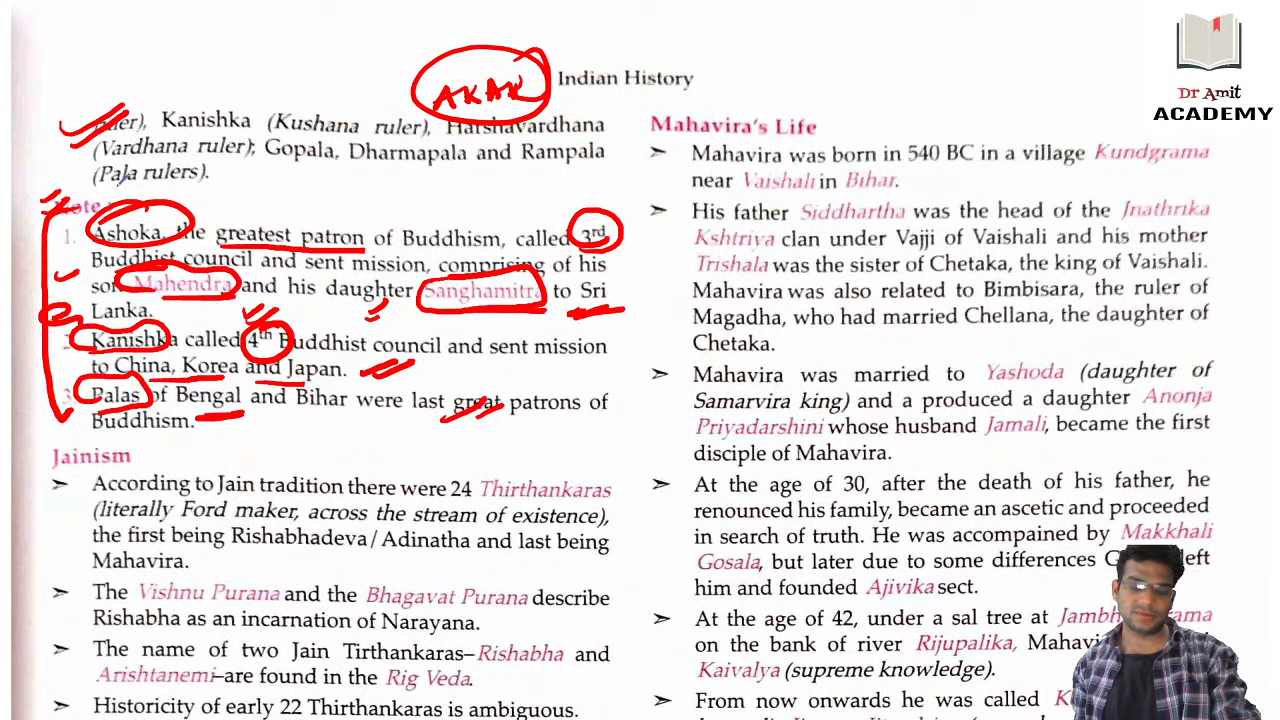 AKAK
Indian History
Dr Amit
ACADEMY
ruler), Kanishka (Kushana ruler), Harshavardhana
(Vardhana ruler); Gopala, Dharmapala and Rampala
(Pala rulers).
Note
1. Ashoka, the greatest patron of Buddhism, called 3rd
Buddhist council and sent mission, comprising of his
son Mahendra and his daughter Sanghamitra to Sri
Lanka.
2. Kanishka called 4th Buddhist council and sent mission
to China, Korea and Japan.
3. Palas of Bengal and Bihar were last great patrons of
Buddhism.
Jainism
➤ According to Jain tradition there were 24 Thirthankaras
(literally Ford maker, across the stream of existence),
the first being Rishabhadeva/Adinatha and last being
Mahavira.
➤ The Vishnu Purana and the Bhagavat Purana describe
Rishabha as an incarnation of Narayana.
➤ The name of two Jain Tirthankaras–Rishabha and
Arishtanemi–are found in the Rig Veda.
➤ Historicity of early 22 Thirthankaras is ambiguous.
Mahavira's Life
➤ Mahavira was born in 540 BC in a village Kundgrama
near Vaishali in Bihar.
➤ His father Siddhartha was the head of the Jnathrika
Kshtriya clan under Vajji of Vaishali and his mother
Trishala was the sister of Chetaka, the king of Vaishali.
Mahavira was also related to Bimbisara, the ruler of
Magadha, who had married Chellana, the daughter of
Chetaka.
➤ Mahavira was married to Yashoda (daughter of
Samarvira king) and a produced a daughter Anonja
Priyadarshini whose husband Jamali, became the first
disciple of Mahavira.
➤ At the age of 30, after the death of his father, he
renounced his family, became an ascetic and proceeded
in search of truth. He was accompained by Makkhali
Gosala, but later due to some differences left
him and founded Ajivika sect.
➤ At the age of 42, under a sal tree at
on the bank of river Rijupalika,
Kaivalya (supreme knowledge).
➤ From now onwards he was called